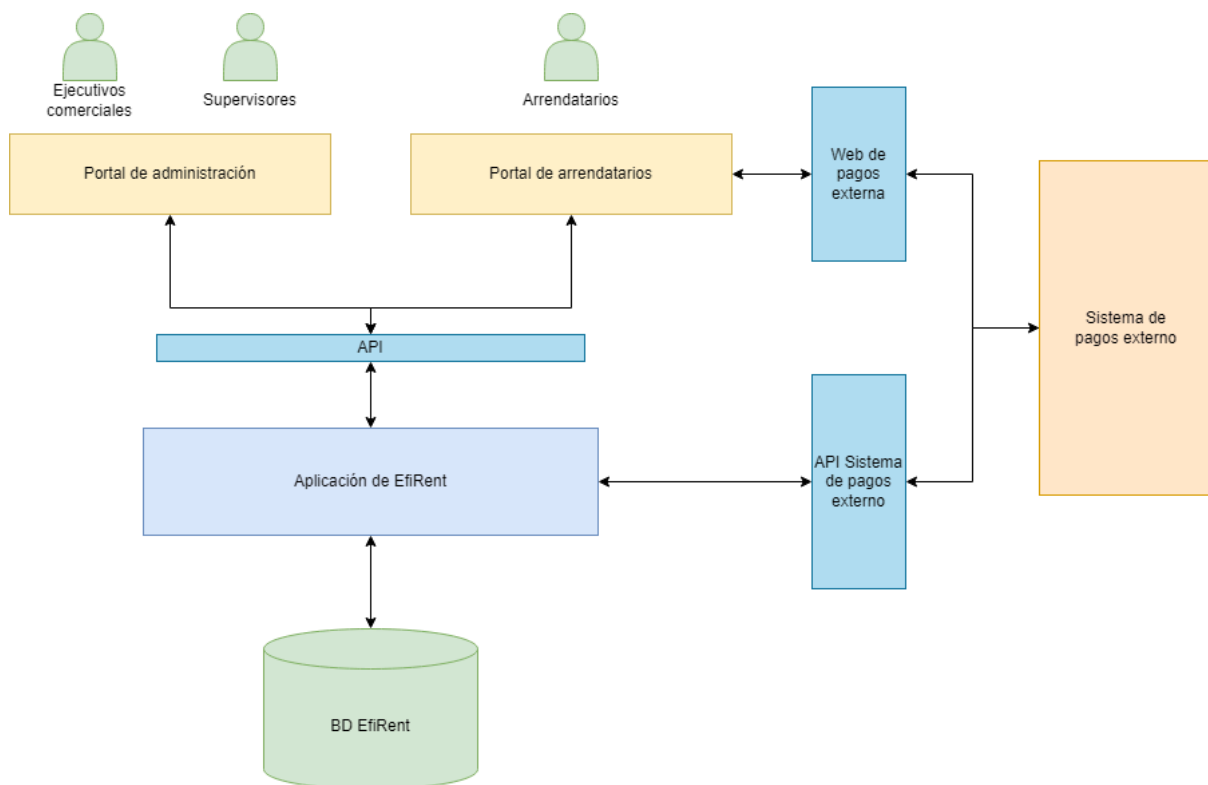 Ejecutivos
comerciales
Supervisores
Arrendatarios
Portal de administración
Portal de arrendatarios
Web de
pagos
externa
Sistema de
pagos externo
API
Aplicación de EfiRent
API Sistema
de pagos
externo
BD EfiRent